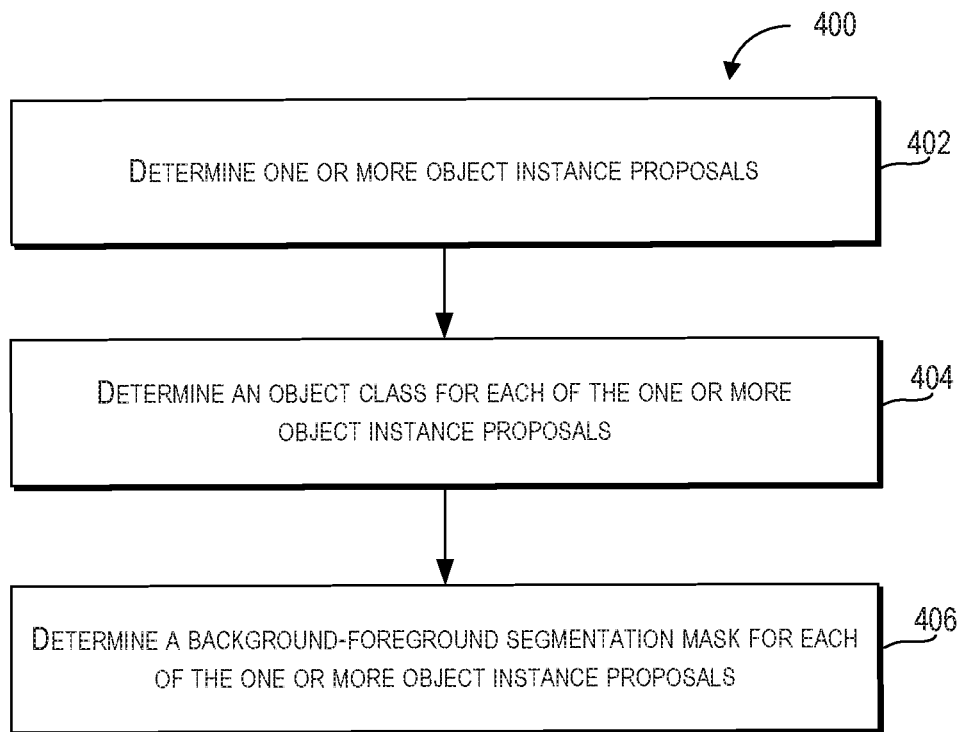 400
DETERMINE ONE OR MORE OBJECT INSTANCE PROPOSALS
402
DETERMINE AN OBJECT CLASS FOR EACH OF THE ONE OR MORE
OBJECT INSTANCE PROPOSALS
404
DETERMINE A BACKGROUND-FOREGROUND SEGMENTATION MASK FOR EACH
OF THE ONE OR MORE OBJECT INSTANCE PROPOSALS
406